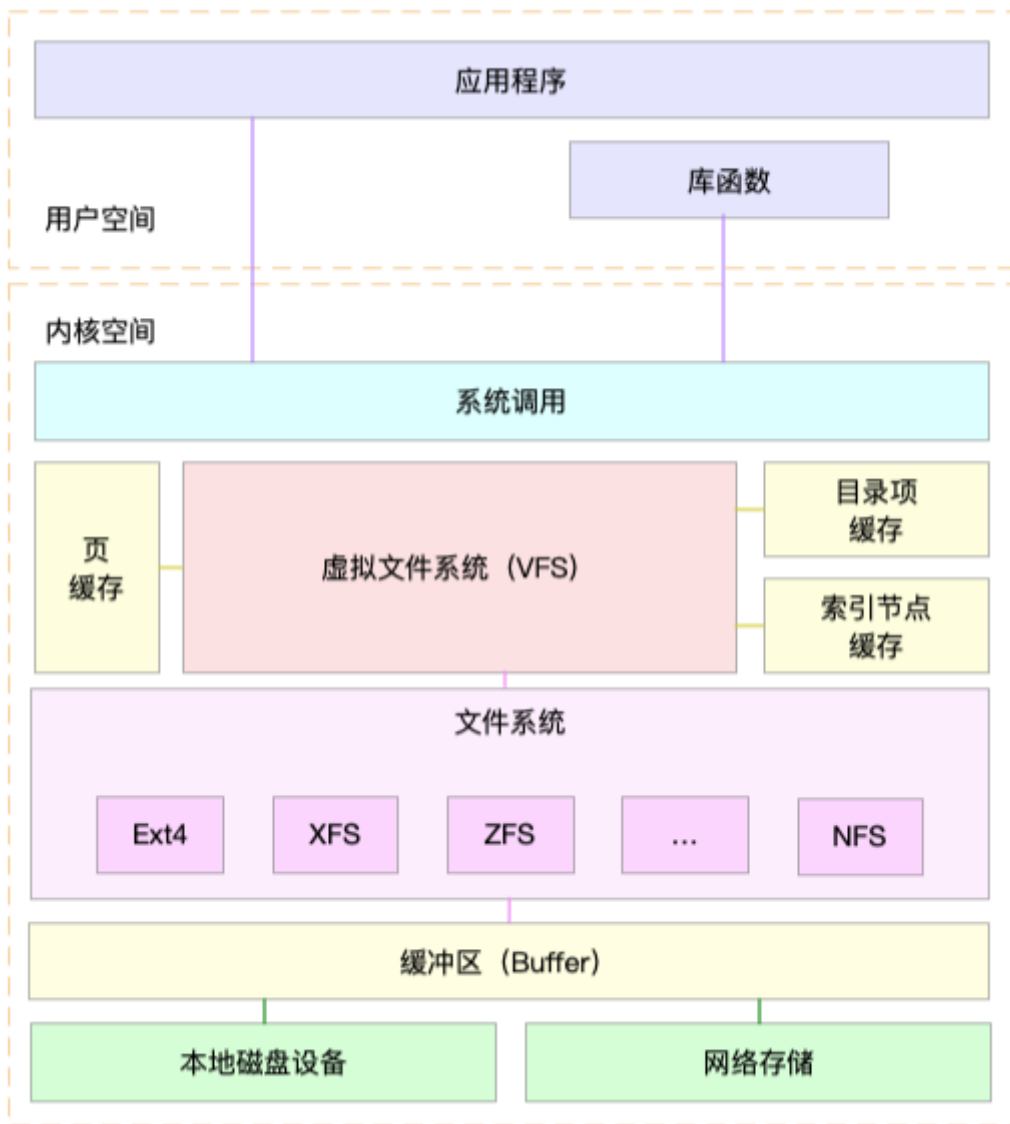 应用程序
库函数
用户空间
内核空间
系统调用
页
缓存
虚拟文件系统（VFS）
目录项
缓存
索引节点
缓存
文件系统
Ext4
XFS
ZFS
...
NFS
缓冲区（Buffer）
本地磁盘设备
网络存储